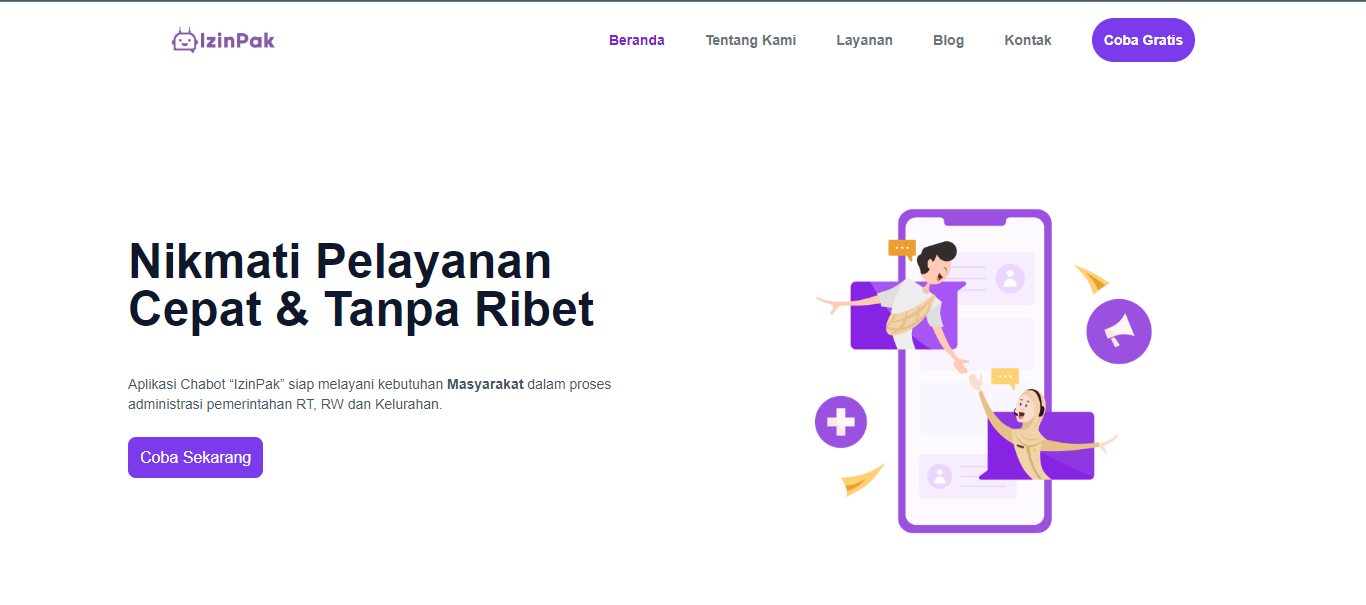 IzinPak
Beranda
Tentang Kami
Layanan
Blog
Kontak
Coba Gratis
Nikmati Pelayanan
Cepat & Tanpa Ribet
Aplikasi Chabot “IzinPak” siap melayani kebutuhan Masyarakat dalam proses
administrasi pemerintahan RT, RW dan Kelurahan.
Coba Sekarang